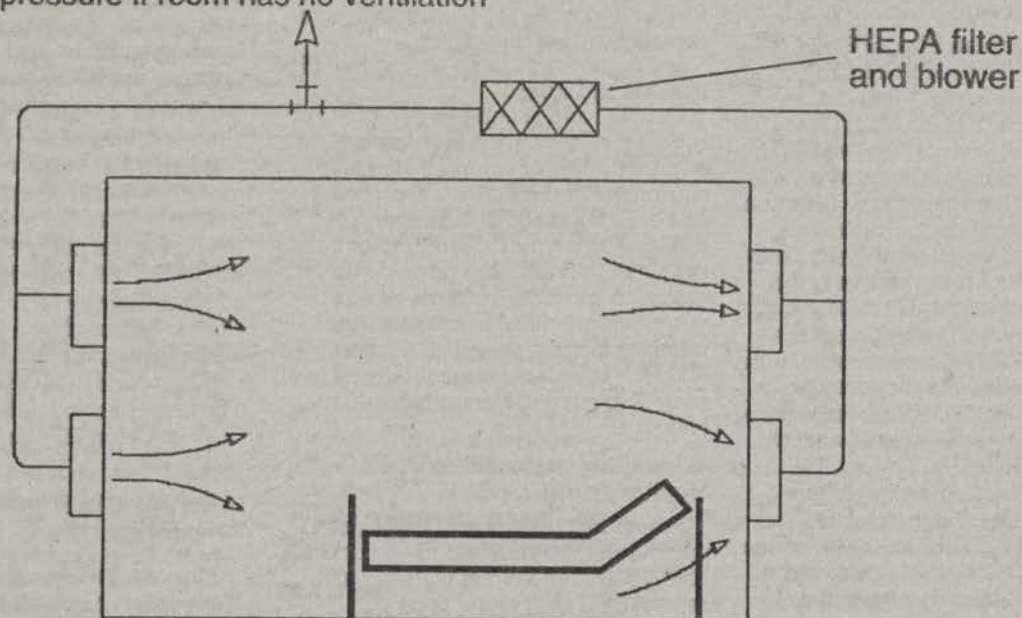 pressure if room has no ventilation
HEPA filter
and blower